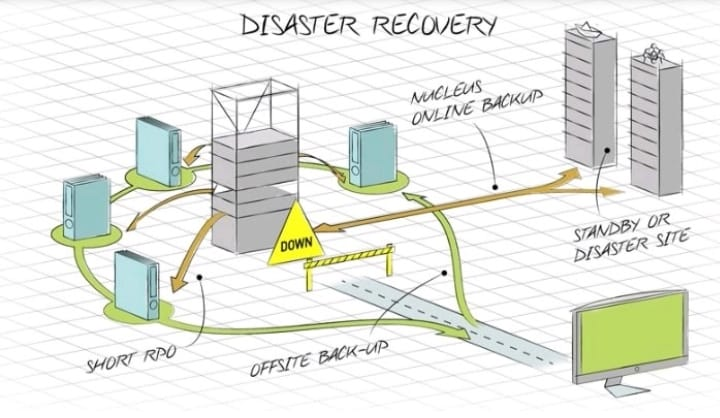 DISASTER RECOVERY
NUCLEUS
ONLINE BACKUP
STANDBY OR
DISASTER SITE
DOWN
SHORT RPO
OFFSITE BACK-UP